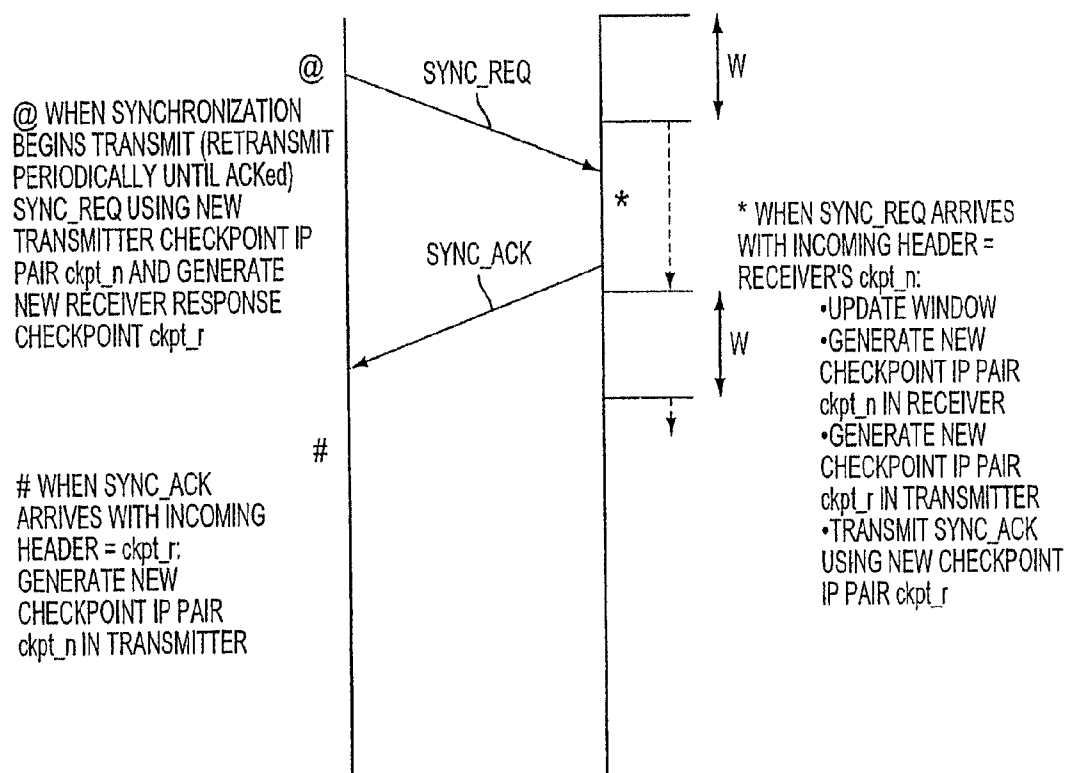 @
@ WHEN SYNCHRONIZATION
BEGINS TRANSMIT (RETRANSMIT
PERIODICALLY UNTIL ACKed)
SYNC_REQ USING NEW
TRANSMITTER CHECKPOINT IP
PAIR ckpt_n AND GENERATE
NEW RECEIVER RESPONSE
CHECKPOINT ckpt_r
SYNC_REQ
W
*
SYNC_ACK
W
* WHEN SYNC_REQ ARRIVES
WITH INCOMING HEADER =
RECEIVER'S ckpt_n:
•UPDATE WINDOW
•GENERATE NEW
CHECKPOINT IP PAIR
ckpt_n IN RECEIVER
•GENERATE NEW
CHECKPOINT IP PAIR
ckpt_r IN TRANSMITTER
•TRANSMIT SYNC_ACK
USING NEW CHECKPOINT
IP PAIR ckpt_r
#
# WHEN SYNC_ACK
ARRIVES WITH INCOMING
HEADER = ckpt_r:
GENERATE NEW
CHECKPOINT IP PAIR
ckpt_n IN TRANSMITTER